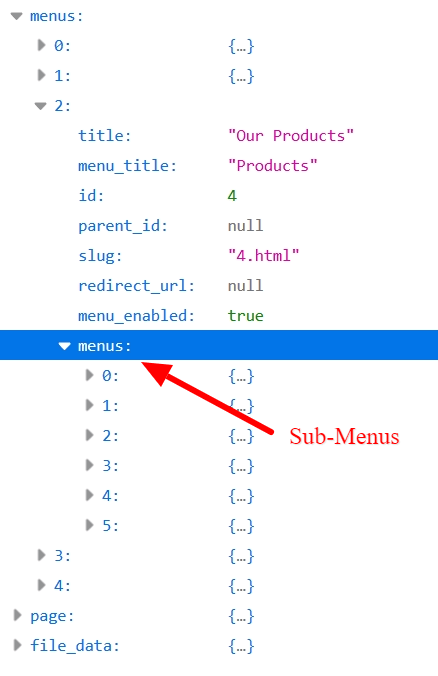 menus:
0: {…}
1: {…}
2:
title: "Our Products"
menu_title: "Products"
id: 4
parent_id: null
slug: "4.html"
redirect_url: null
menu_enabled: true
menus:
0: {…}
1: {…}
2: {…}
Sub-Menus
3: {…}
4: {…}
5: {…}
3: {…}
4: {…}
page: {…}
file_data: {…}